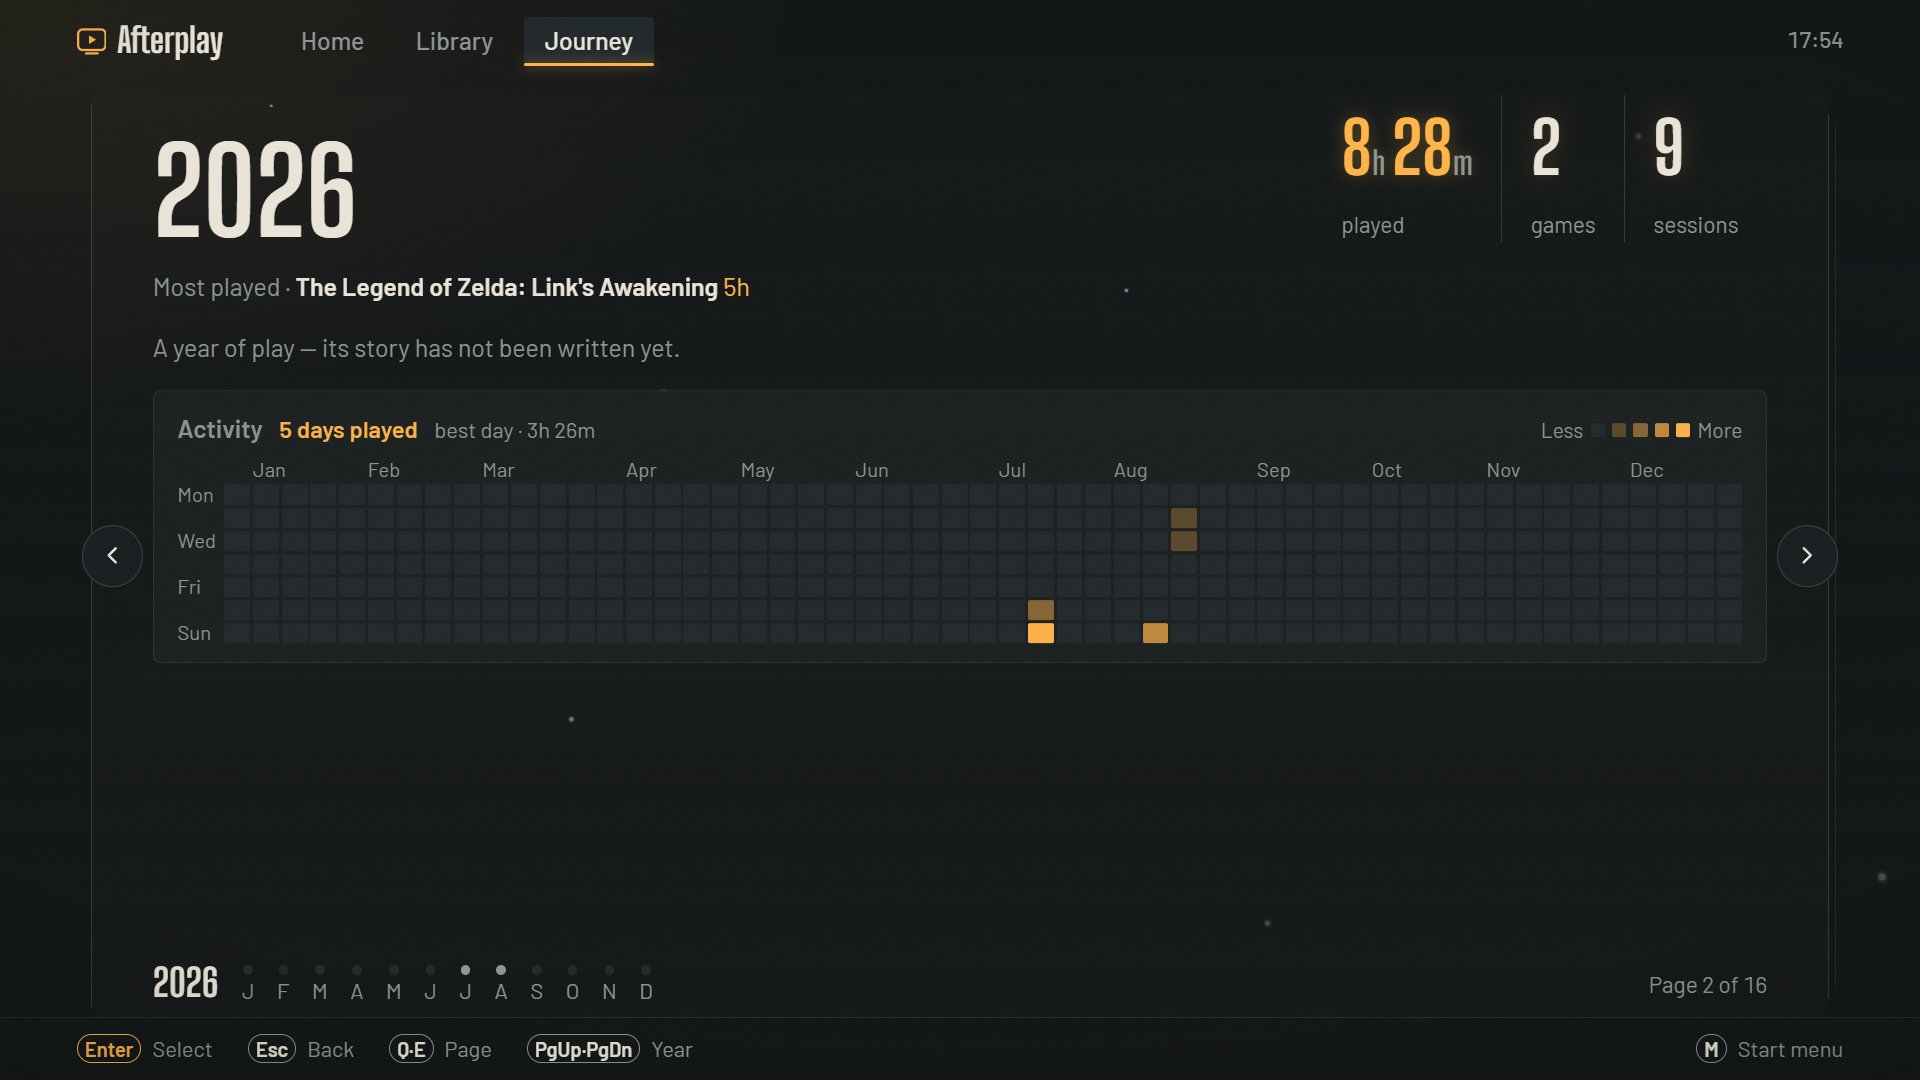 Afterplay Home Library Journey 17:54
2026
8h 28m 2 9
played games sessions
Most played · The Legend of Zelda: Link's Awakening 5h
A year of play — its story has not been written yet.
Activity 5 days played best day · 3h 26m Less More
Jan Feb Mar Apr May Jun Jul Aug Sep Oct Nov Dec
Mon
Wed
Fri
Sun
2026 J F M A M J J A S O N D Page 2 of 16
Enter Select Esc Back Q·E Page PgUp·PgDn Year M Start menu